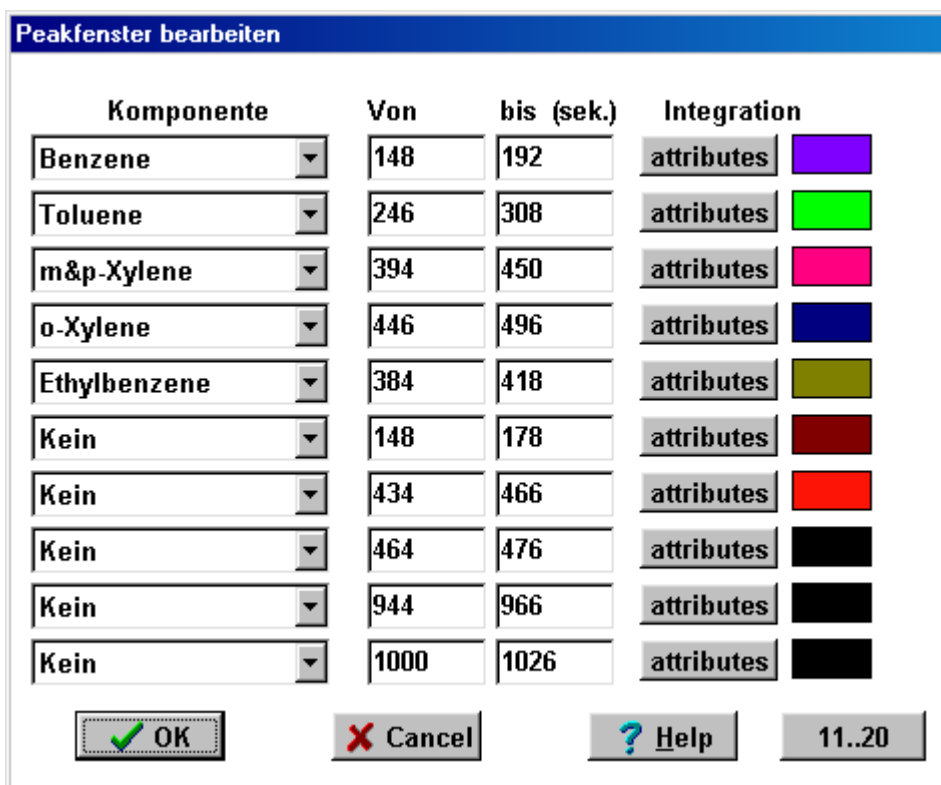 Peakfenster bearbeiten
Komponente Von bis (sek.) Integration
Benzene 148 192 attributes
Toluene 246 308 attributes
m&p-Xylene 394 450 attributes
o-Xylene 446 496 attributes
Ethylbenzene 384 418 attributes
Kein 148 178 attributes
Kein 434 466 attributes
Kein 464 476 attributes
Kein 944 966 attributes
Kein 1000 1026 attributes
OK Cancel Help 11..20